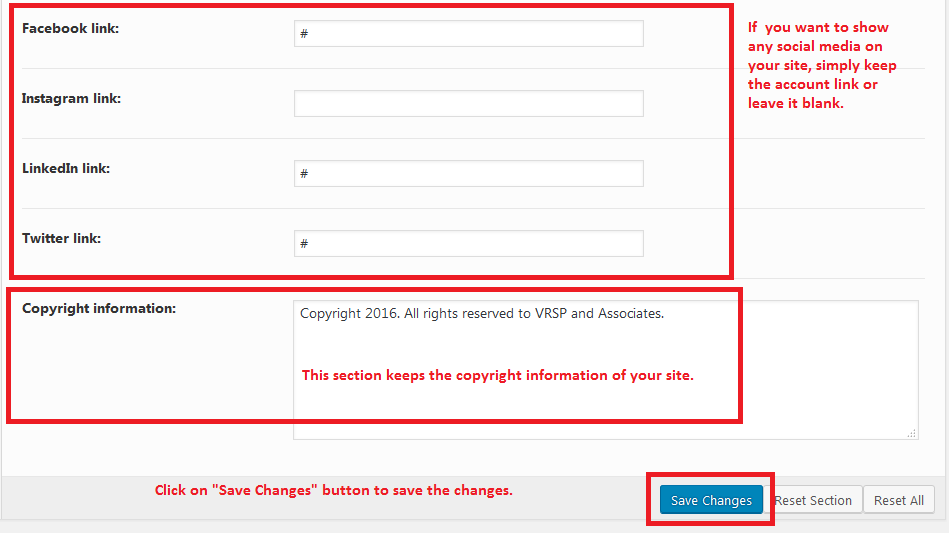 Facebook link:
#
If  you want to show
any social media on
your site, simply keep
the account link or
leave it blank.
Instagram link:
LinkedIn link:
#
Twitter link:
#
Copyright information:
Copyright 2016. All rights reserved to VRSP and Associates.
This section keeps the copyright information of your site.
Click on "Save Changes" button to save the changes.
Save Changes
Reset Section
Reset All